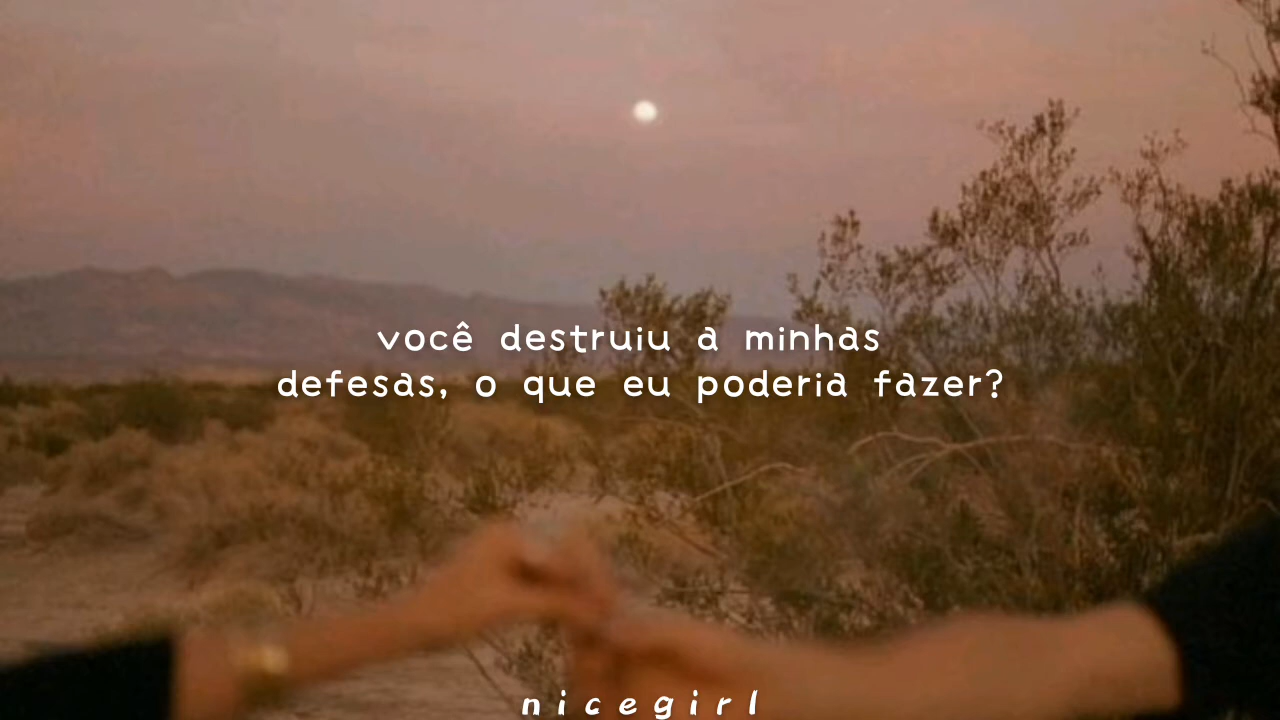 você destruiu a minhas
defesas, o que eu poderia fazer?
nicegirl